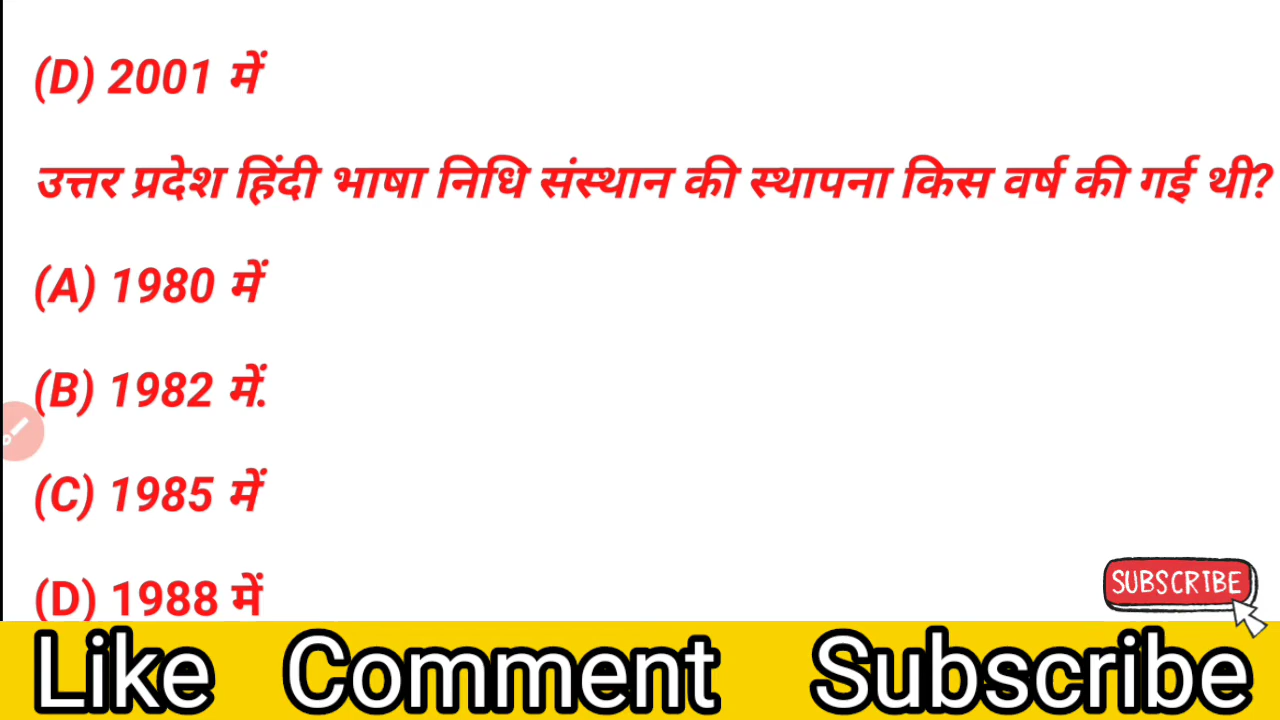 (D) 2001 में
उत्तर प्रदेश हिंदी भाषा निधि संस्थान की स्थापना किस वर्ष की गई थी?
(A) 1980 में
(B) 1982 में.
(C) 1985 में
(D) 1988 में
SUBSCRIBE
Like Comment Subscribe